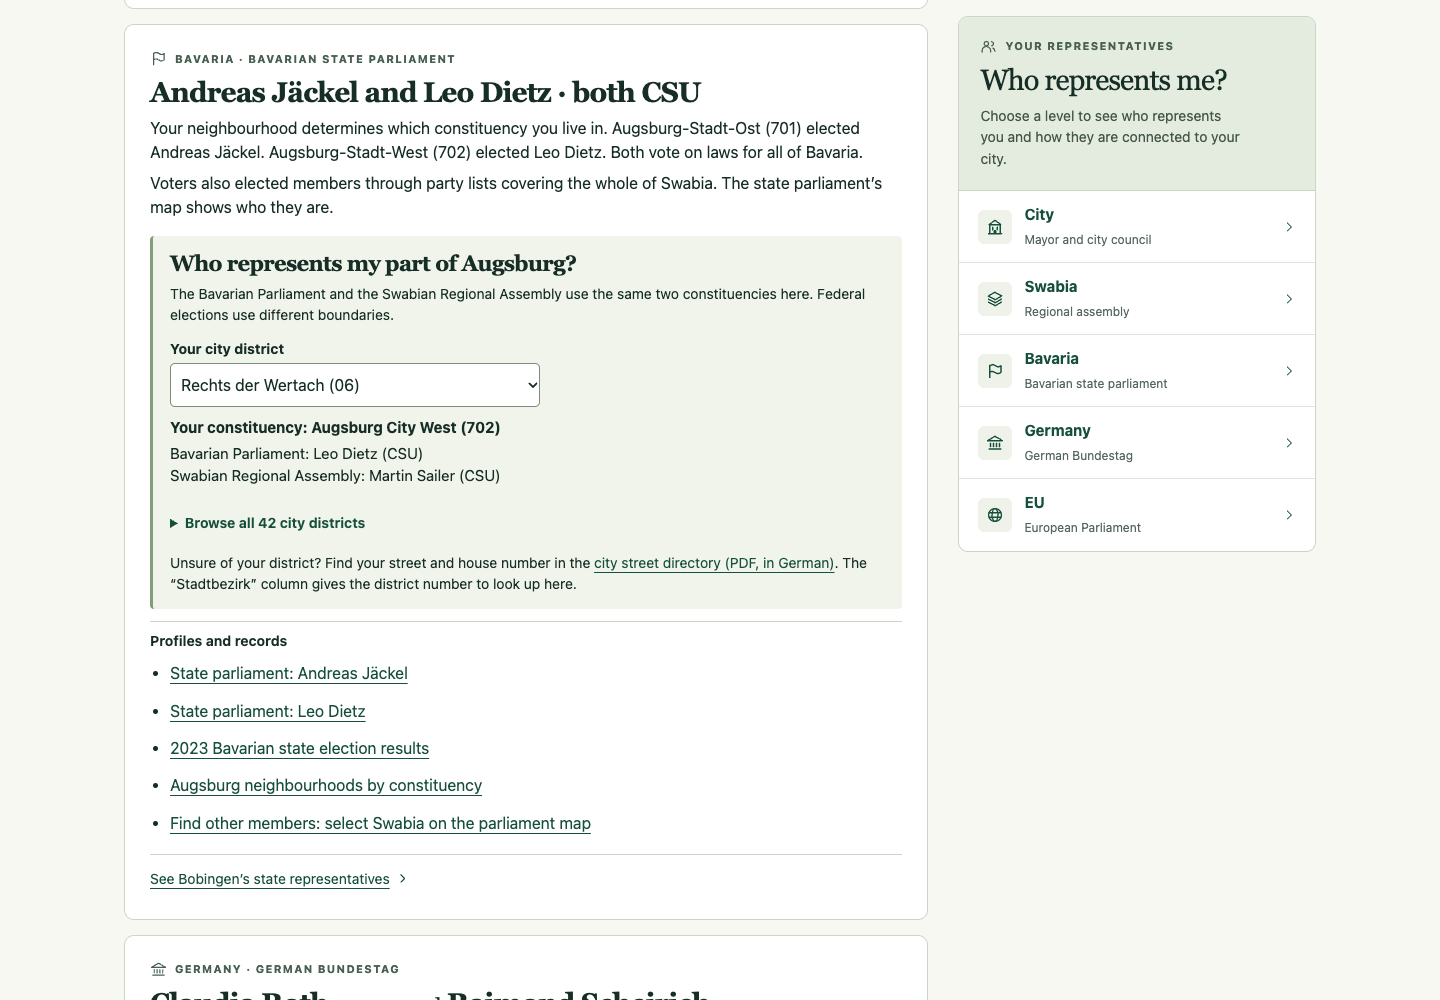 BAVARIA · BAVARIAN STATE PARLIAMENT
Andreas Jäckel and Leo Dietz · both CSU
Your neighbourhood determines which constituency you live in. Augsburg-Stadt-Ost (701) elected
Andreas Jäckel. Augsburg-Stadt-West (702) elected Leo Dietz. Both vote on laws for all of Bavaria.
Voters also elected members through party lists covering the whole of Swabia. The state parliament’s
map shows who they are.
Who represents my part of Augsburg?
The Bavarian Parliament and the Swabian Regional Assembly use the same two constituencies here. Federal
elections use different boundaries.
Your city district
Rechts der Wertach (06)
Your constituency: Augsburg City West (702)
Bavarian Parliament: Leo Dietz (CSU)
Swabian Regional Assembly: Martin Sailer (CSU)
Browse all 42 city districts
Unsure of your district? Find your street and house number in the city street directory (PDF, in German). The
“Stadtbezirk” column gives the district number to look up here.
Profiles and records
• State parliament: Andreas Jäckel
• State parliament: Leo Dietz
• 2023 Bavarian state election results
• Augsburg neighbourhoods by constituency
• Find other members: select Swabia on the parliament map
See Bobingen’s state representatives
GERMANY · GERMAN BUNDESTAG
YOUR REPRESENTATIVES
Who represents me?
Choose a level to see who represents
you and how they are connected to your
city.
City
Mayor and city council
Swabia
Regional assembly
Bavaria
Bavarian state parliament
Germany
German Bundestag
EU
European Parliament